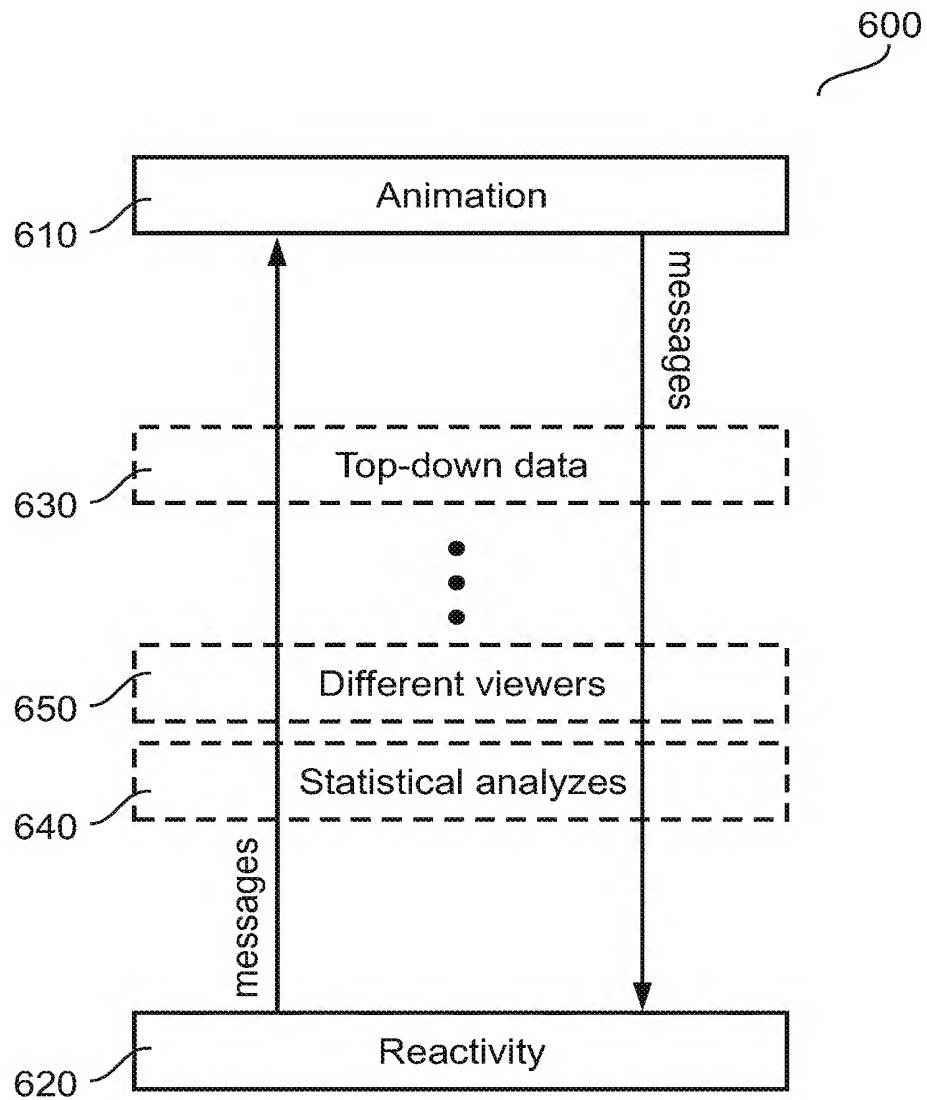 600
Animation
610
messages
Top-down data
630
Different viewers
650
Statistical analyzes
640
messages
Reactivity
620